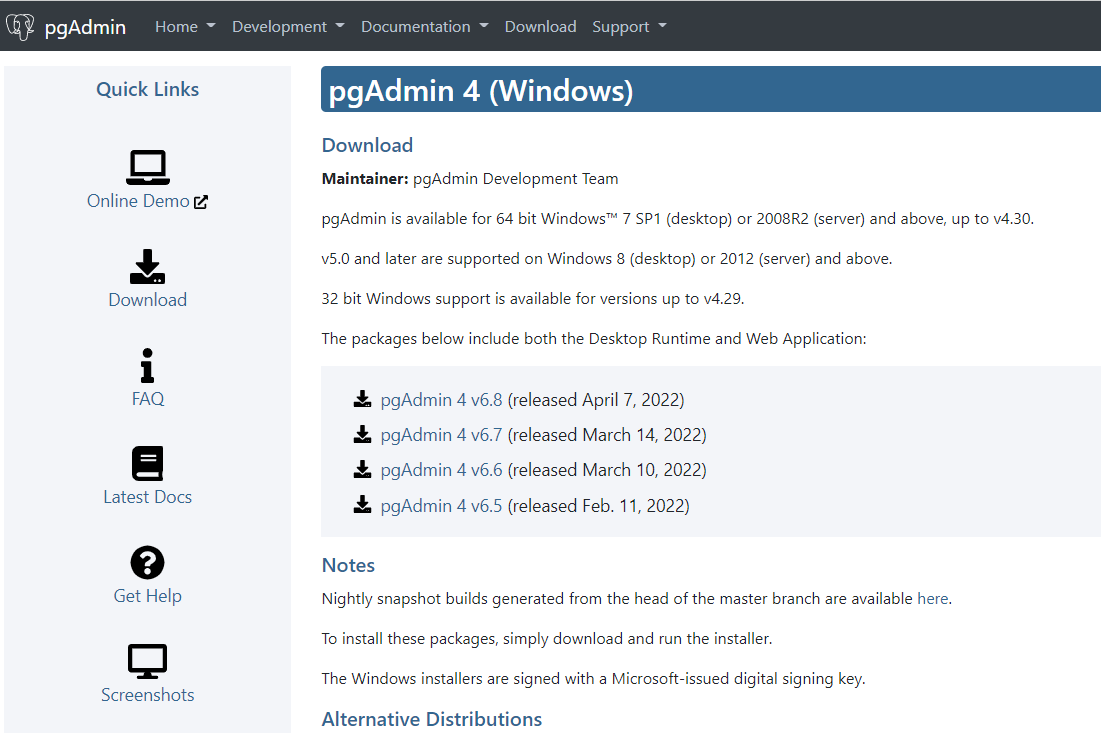 pgAdmin Home Development Documentation Download Support
Quick Links
Online Demo
Download
FAQ
Latest Docs
Get Help
Screenshots
pgAdmin 4 (Windows)
Download
Maintainer: pgAdmin Development Team
pgAdmin is available for 64 bit Windows™ 7 SP1 (desktop) or 2008R2 (server) and above, up to v4.30.
v5.0 and later are supported on Windows 8 (desktop) or 2012 (server) and above.
32 bit Windows support is available for versions up to v4.29.
The packages below include both the Desktop Runtime and Web Application:
pgAdmin 4 v6.8 (released April 7, 2022)
pgAdmin 4 v6.7 (released March 14, 2022)
pgAdmin 4 v6.6 (released March 10, 2022)
pgAdmin 4 v6.5 (released Feb. 11, 2022)
Notes
Nightly snapshot builds generated from the head of the master branch are available here.
To install these packages, simply download and run the installer.
The Windows installers are signed with a Microsoft-issued digital signing key.
Alternative Distributions